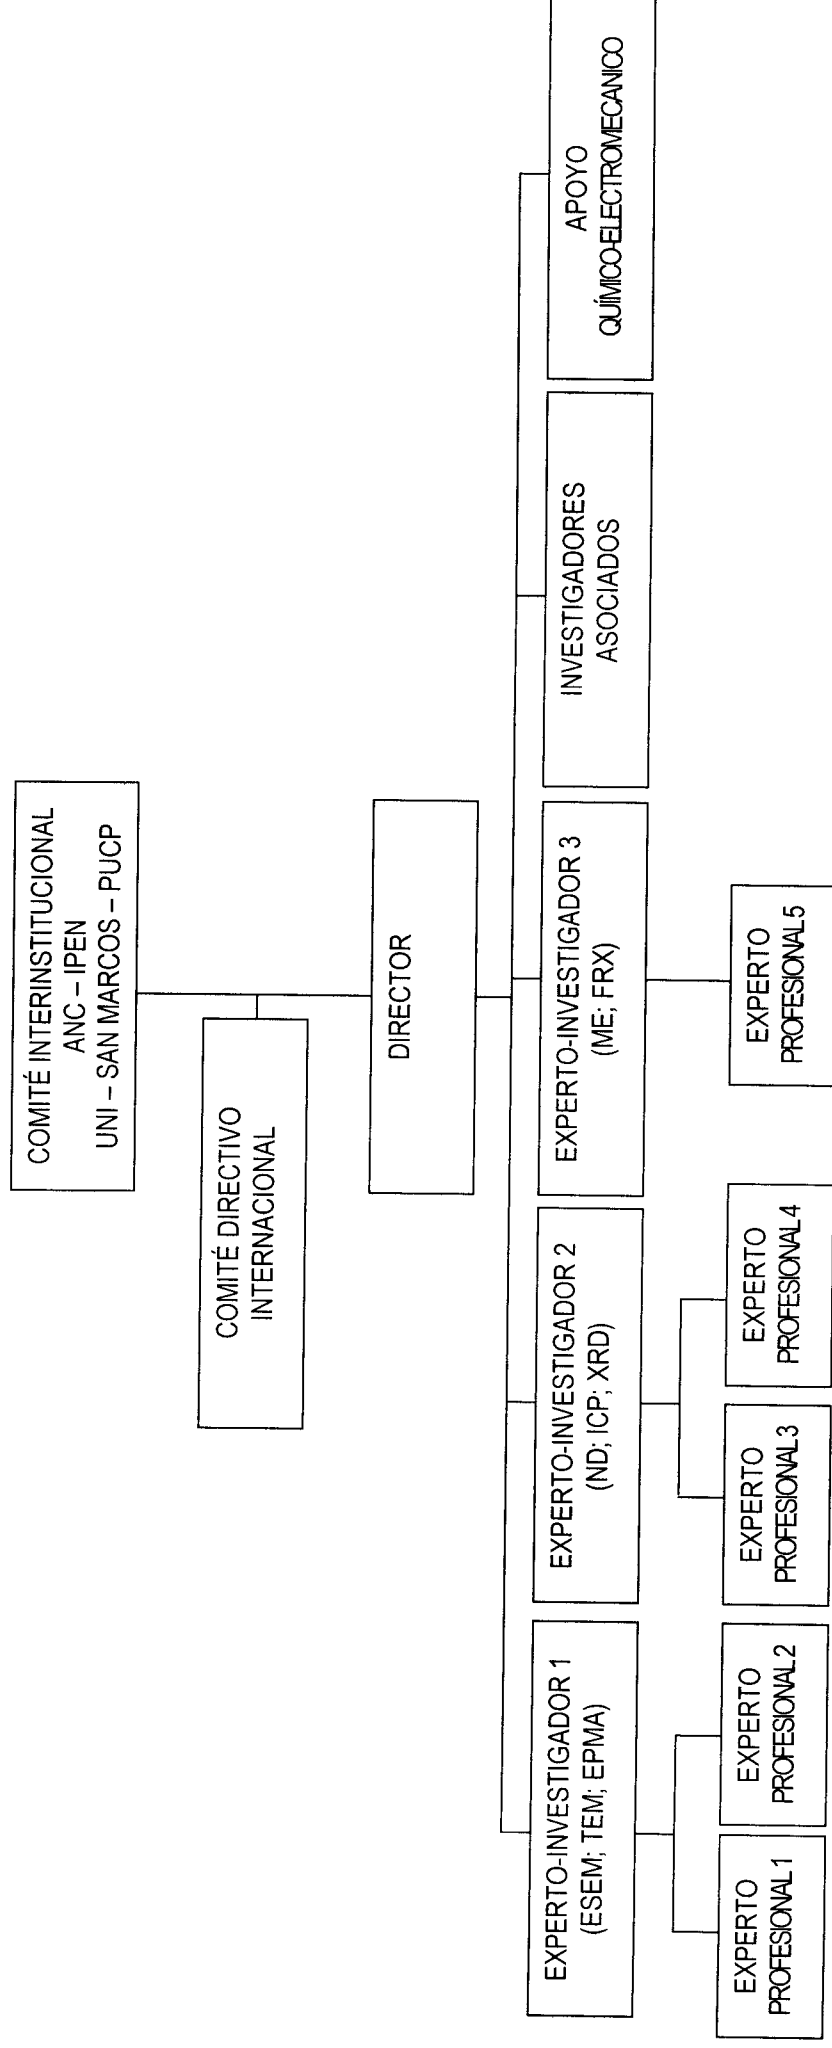 COMITÉ INTERINSTITUCIONAL
ANC – IPEN
UNI – SAN MARCOS – PUCP
COMITÉ DIRECTIVO
INTERNACIONAL
DIRECTOR
EXPERTO-INVESTIGADOR 1
(ESEM; TEM; EPMA)
EXPERTO-INVESTIGADOR 2
(ND; ICP; XRD)
EXPERTO-INVESTIGADOR 3
(ME; FRX)
INVESTIGADORES
ASOCIADOS
APOYO
QUÍMICO-ELECTROMECANICO
EXPERTO
PROFESIONAL 1
EXPERTO
PROFESIONAL 2
EXPERTO
PROFESIONAL 3
EXPERTO
PROFESIONAL 4
EXPERTO
PROFESIONAL 5